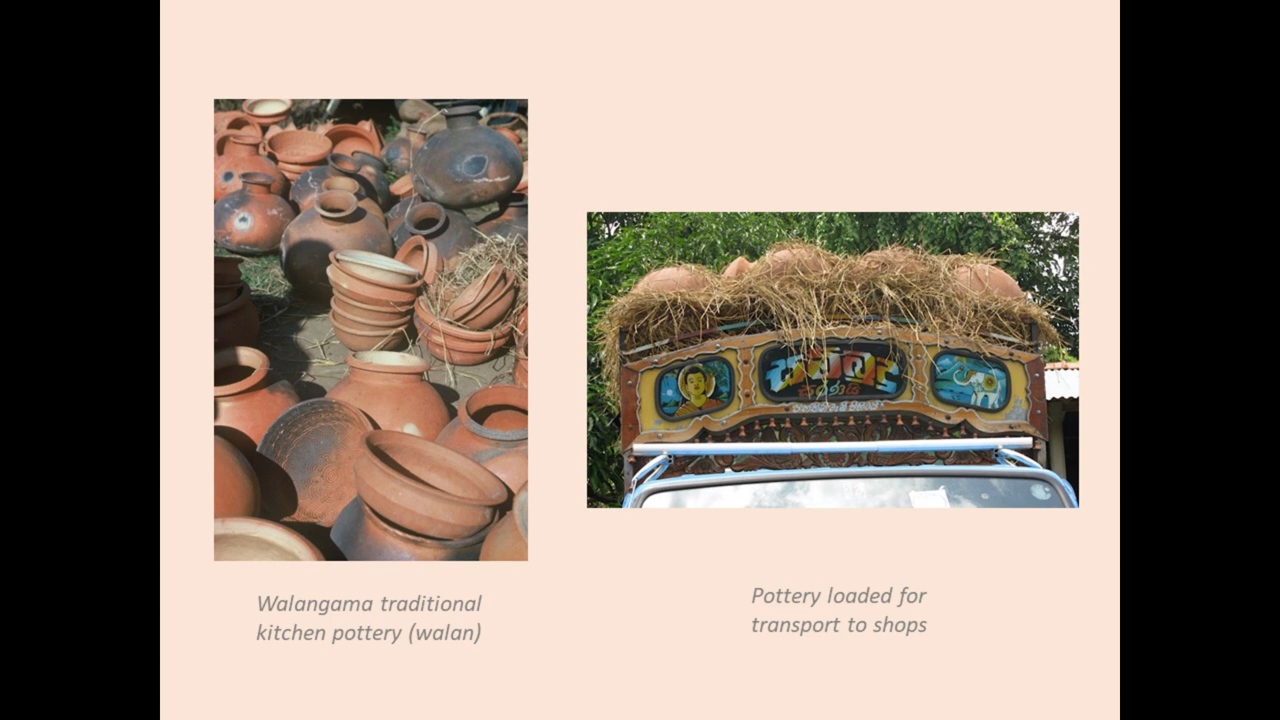 Walangama traditional
kitchen pottery (walan)
Pottery loaded for
transport to shops